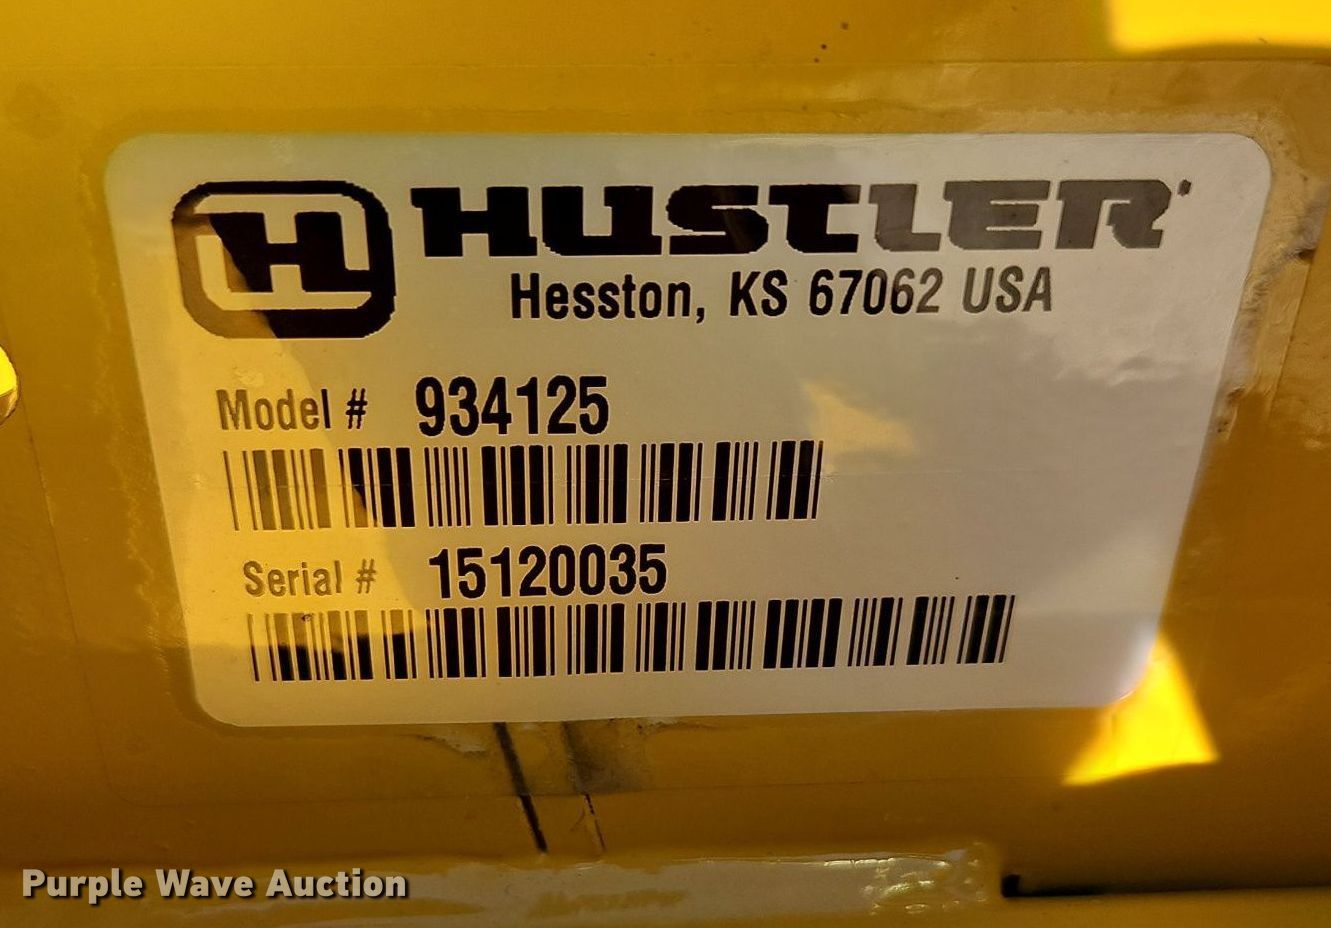 H HUSTLER
Hesston, KS 67062 USA
Model # 934125
Serial # 15120035
Purple Wave Auction